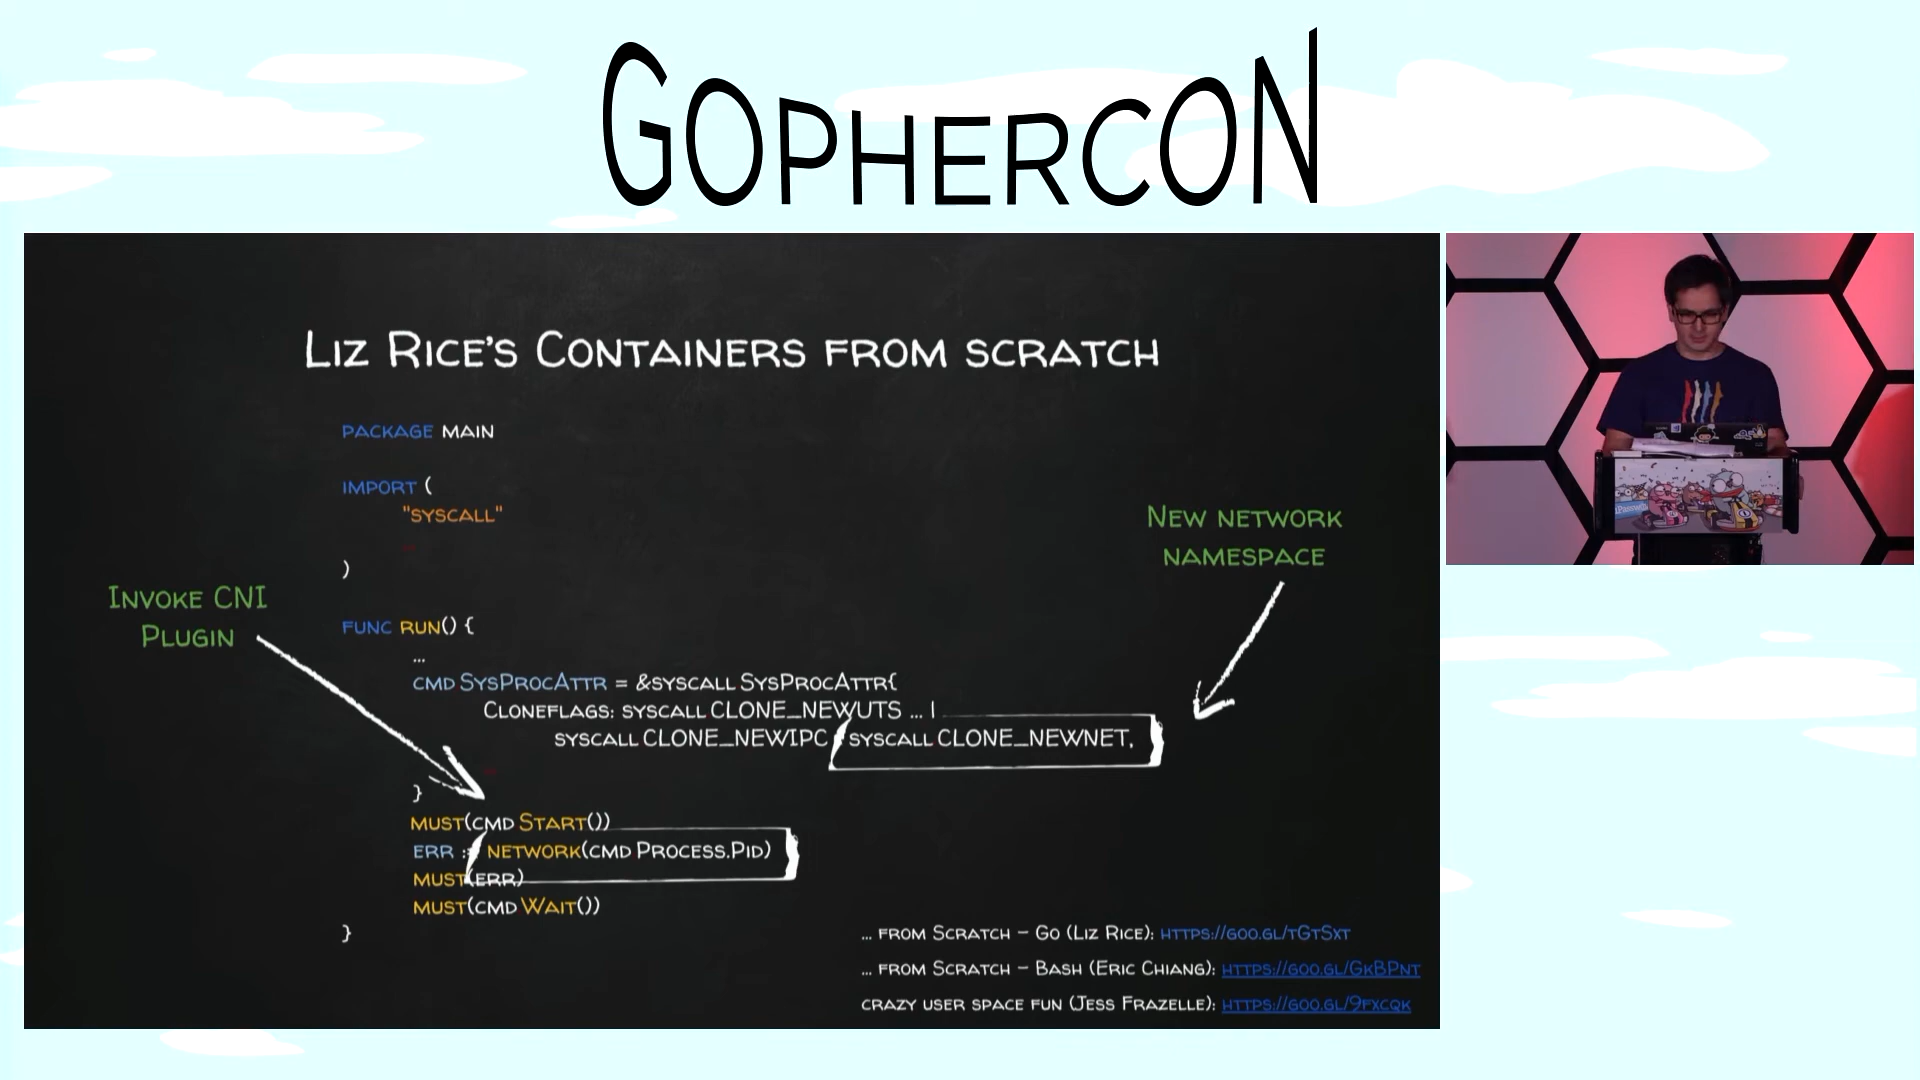 GOPHERCON
LIZ RICE'S CONTAINERS FROM SCRATCH
PACKAGE MAIN
IMPORT (
"SYSCALL"
)
NEW NETWORK
NAMESPACE
INVOKE CNI
PLUGIN
FUNC RUN() {
...
CMD SYSPROCATTR = &SYSCALL SYSPROCATTR{
CLONEFLAGS: SYSCALL CLONE_NEWUTS ... |
SYSCALL CLONE_NEWIPC | SYSCALL CLONE_NEWNET,
}
MUST(CMD START())
ERR := NETWORK(CMD PROCESS.PID)
MUST(ERR)
MUST(CMD WAIT())
}
... FROM SCRATCH – GO (LIZ RICE): HTTPS://GOO.GL/TGTSXT
... FROM SCRATCH – BASH (ERIC CHIANG): HTTPS://GOO.GL/GKBPNT
CRAZY USER SPACE FUN (JESS FRAZELLE): HTTPS://GOO.GL/9FXCQK